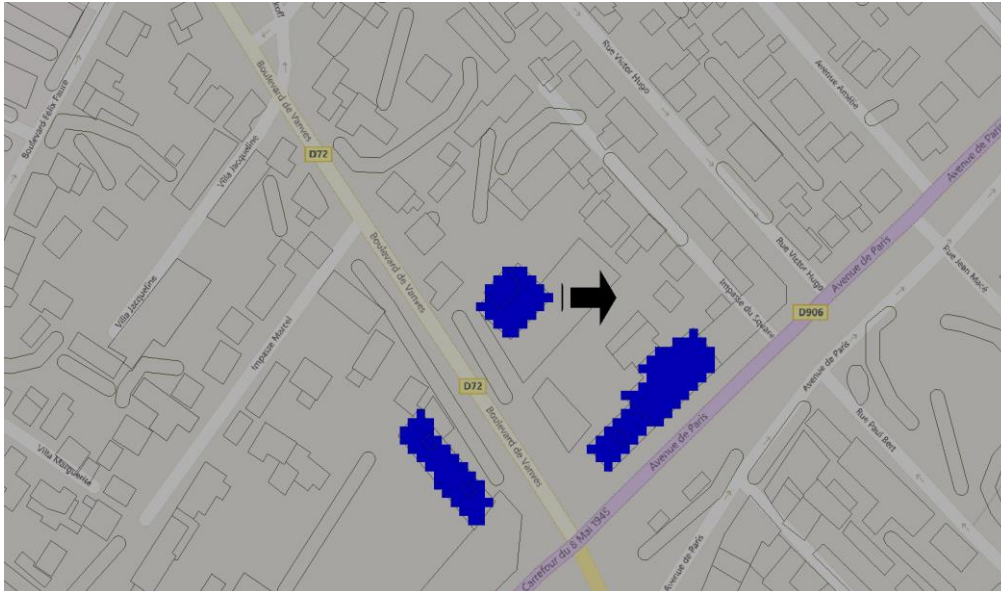 Boulevard Félix Faure
Boulevard de Vanves
D72
Villa Jacqueline
Rue Victor Hugo
Avenue Amélie
Avenue de Pari
Boulevard de Vanves
Villa Jacqueline
Impasse Marcel
Impasse du Square
Rue Victor Hugo
Avenue de Paris
Rue Jean Macé
D906
D72
Avenue de Paris
Boulevard de Vanves
Avenue de Paris
Rue Paul Bert
Villa Marguerite
Carrefour du 8 Mai 1945
Avenue de Paris